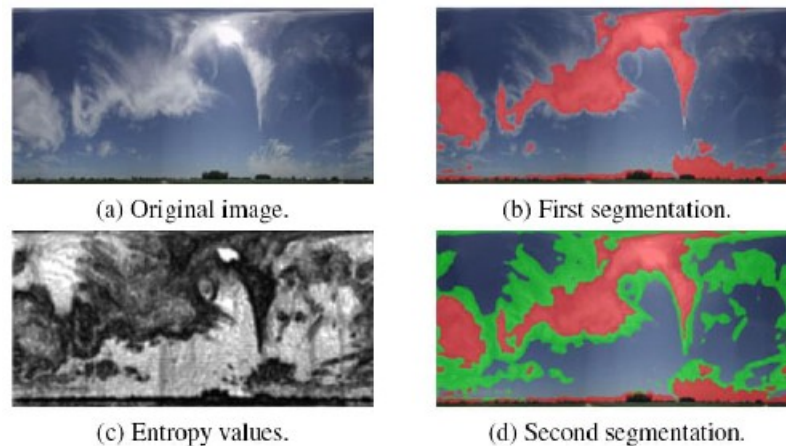 (a) Original image.
(b) First segmentation.
(c) Entropy values.
(d) Second segmentation.